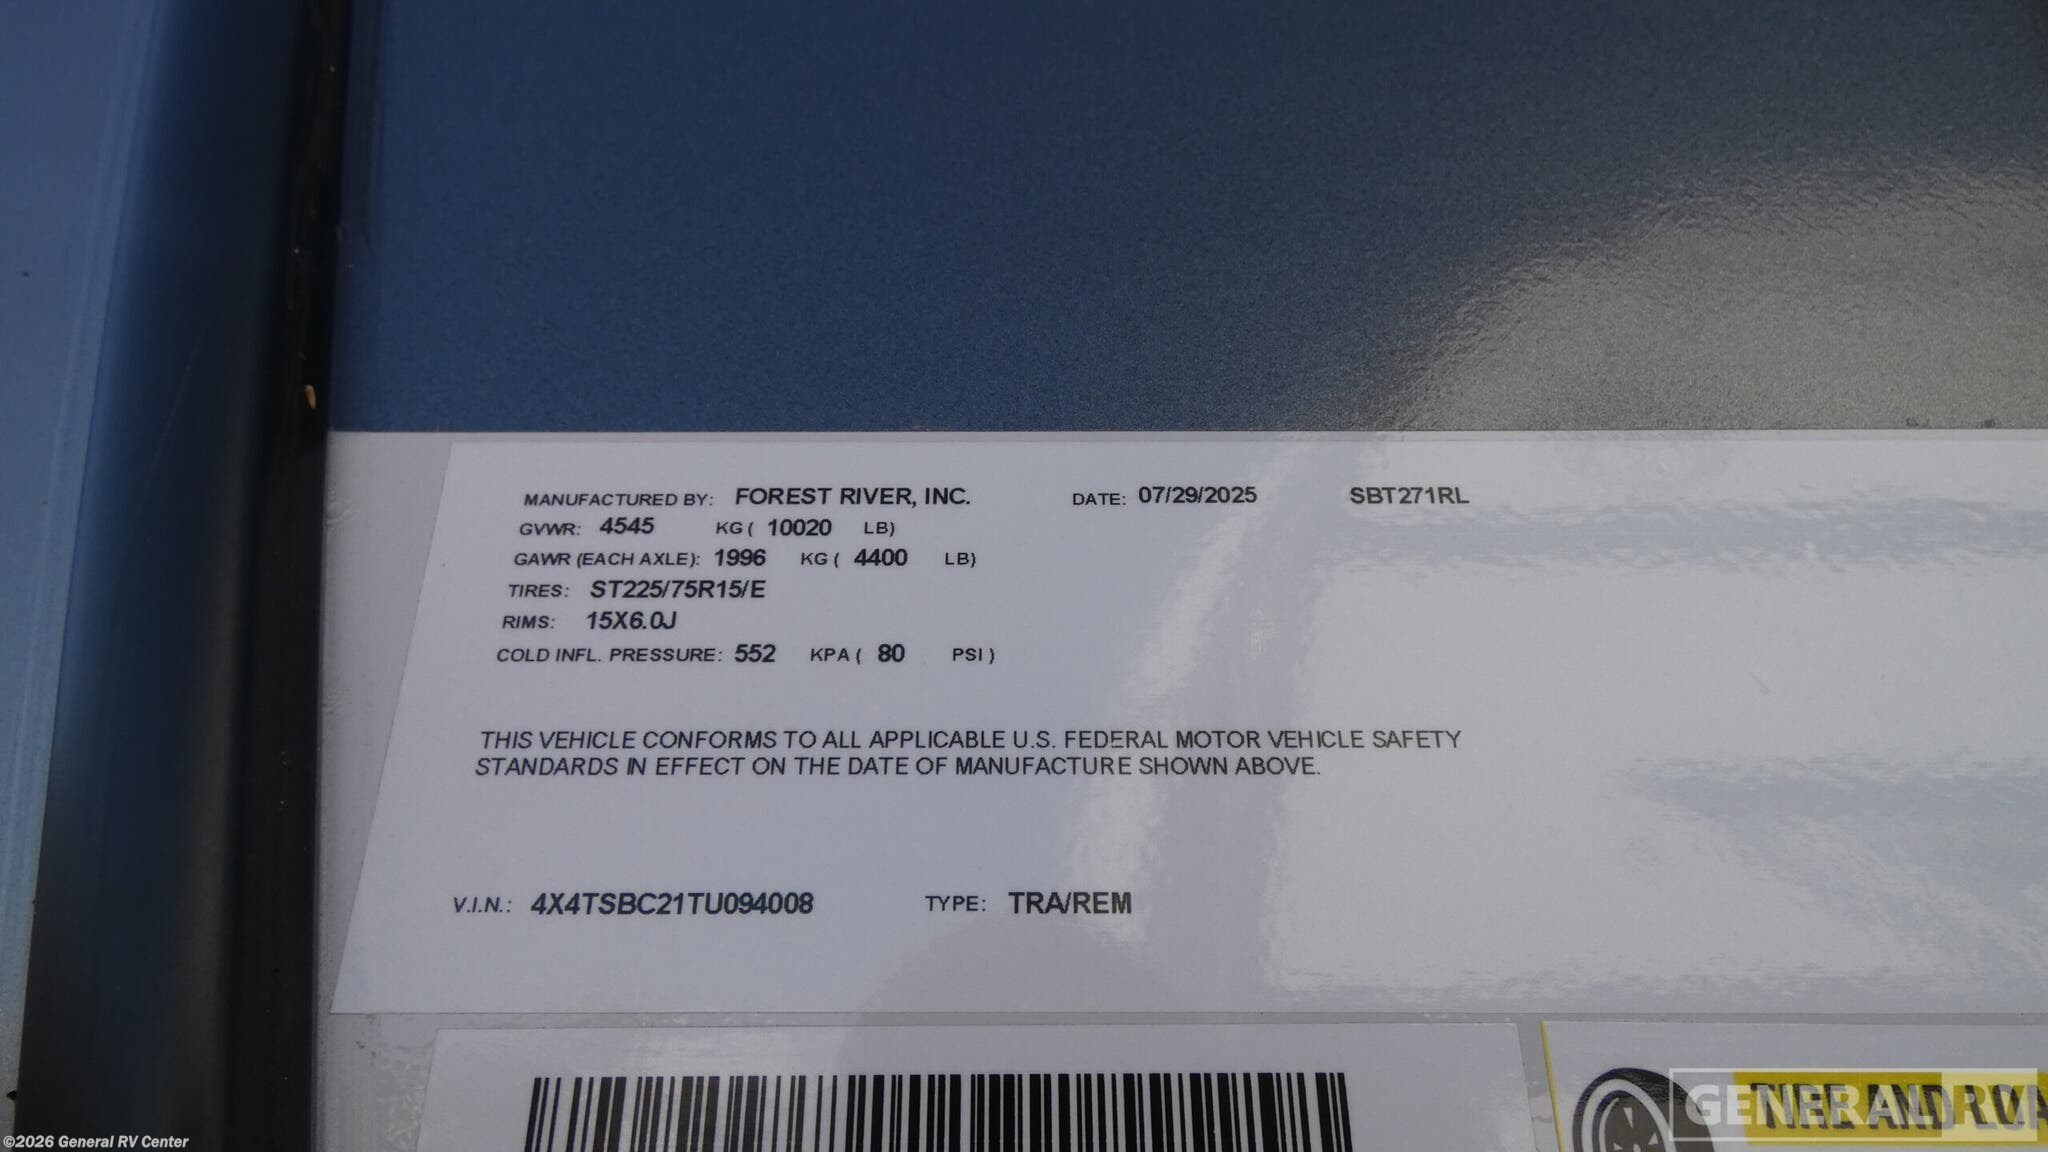 MANUFACTURED BY: FOREST RIVER, INC. DATE: 07/29/2025 SBT271RL
GVWR: 4545 KG ( 10020 LB)
GAWR (EACH AXLE): 1996 KG ( 4400 LB)
TIRES: ST225/75R15/E
RIMS: 15X6.0J
COLD INFL. PRESSURE: 552 KPA ( 80 PSI )
THIS VEHICLE CONFORMS TO ALL APPLICABLE U.S. FEDERAL MOTOR VEHICLE SAFETY
STANDARDS IN EFFECT ON THE DATE OF MANUFACTURE SHOWN ABOVE.
V.I.N.: 4X4TSBC21TU094008 TYPE: TRA/REM
TIRE AND LOA
GENERAL RV
©2026 General RV Center